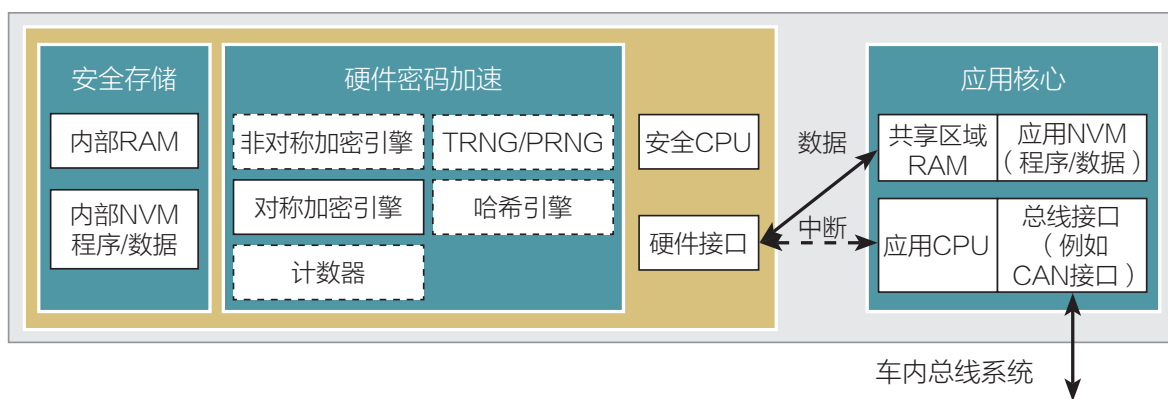 安全存储
内部RAM
内部NVM
程序/数据
硬件密码加速
非对称加密引擎
TRNG/PRNG
对称加密引擎
哈希引擎
计数器
安全CPU
硬件接口
数据
中断
应用核心
共享区域
RAM
应用NVM
（程序/数据）
应用CPU
总线接口
（例如
CAN接口）
车内总线系统